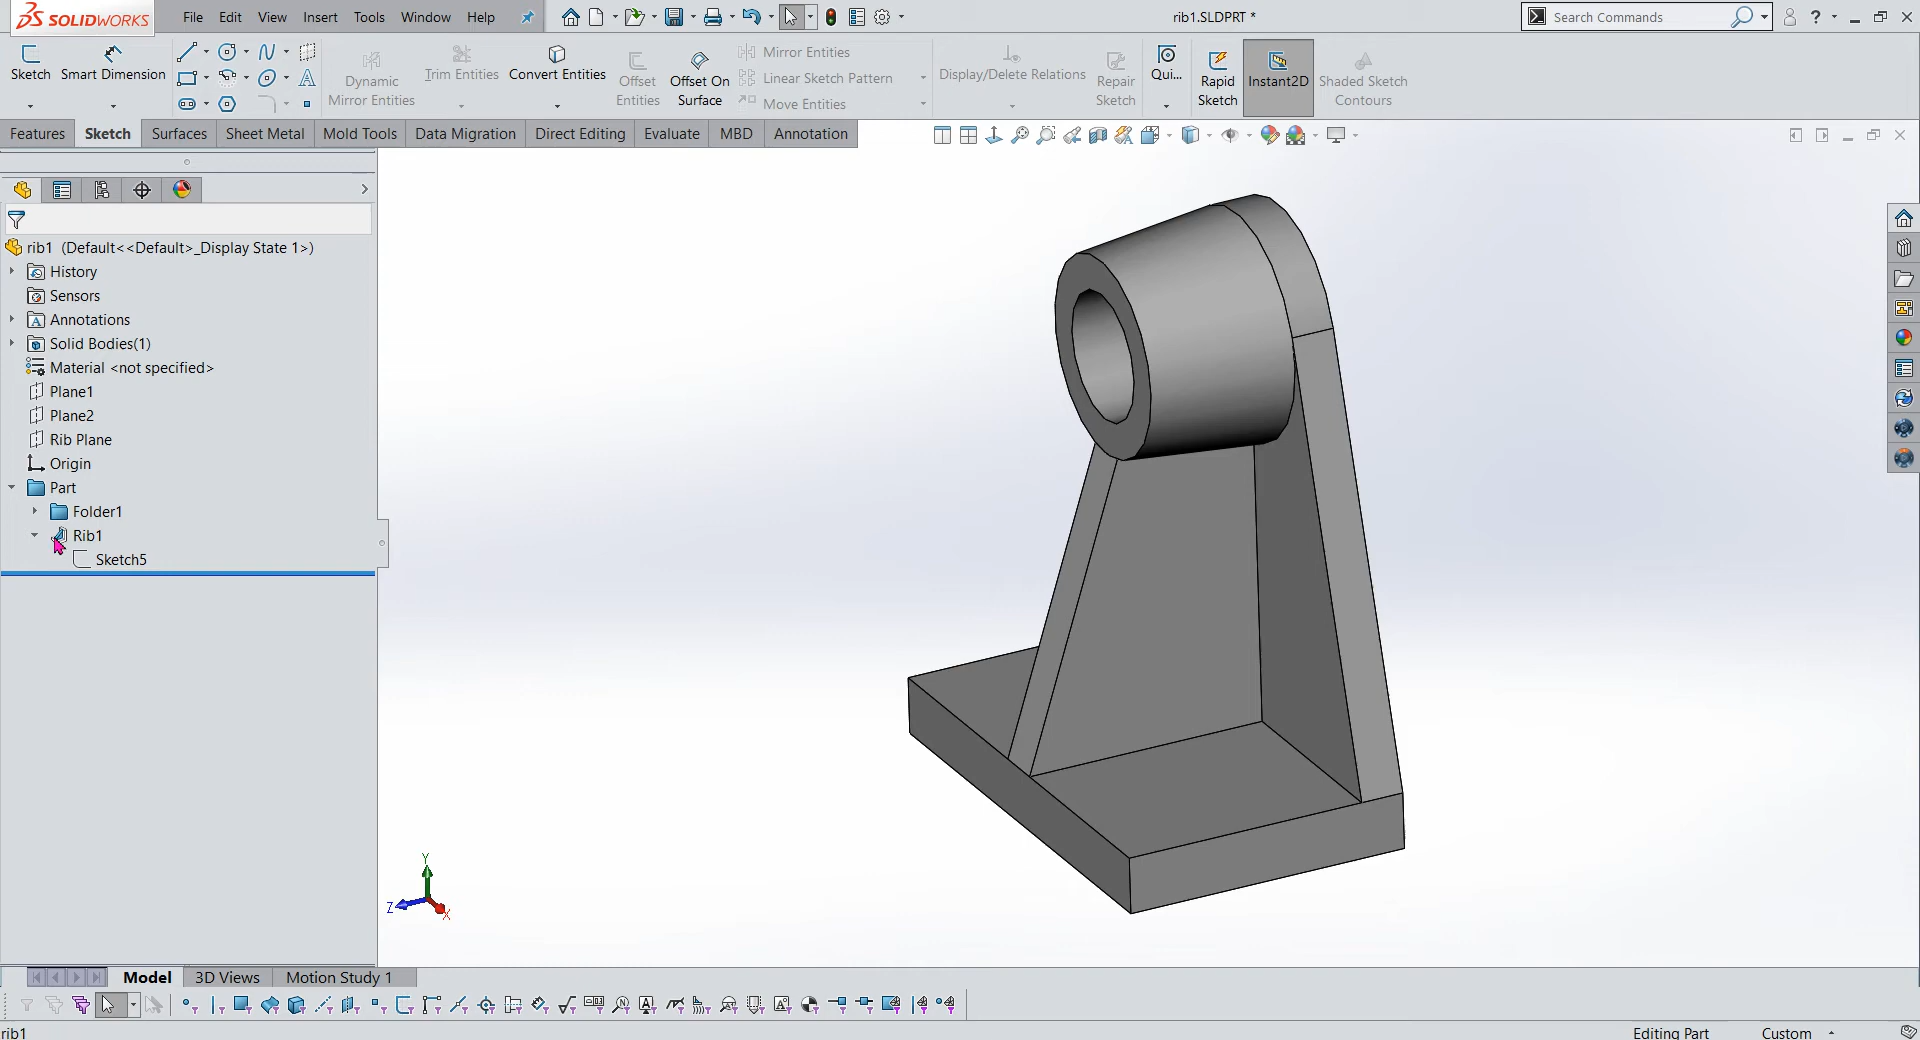 SOLIDWORKS File Edit View Insert Tools Window Help rib1.SLDPRT * Search Commands ?
Sketch Smart Dimension Dynamic Mirror Entities Trim Entities Convert Entities Offset Entities Offset On Surface Mirror Entities Linear Sketch Pattern Move Entities Display/Delete Relations Repair Sketch Qui... Rapid Sketch Instant2D Shaded Sketch Contours
Features Sketch Surfaces Sheet Metal Mold Tools Data Migration Direct Editing Evaluate MBD Annotation
rib1 (Default<<Default>_Display State 1>)
History
Sensors
Annotations
Solid Bodies(1)
Material <not specified>
Plane1
Plane2
Rib Plane
Origin
Part
Folder1
Rib1
Sketch5
Y
Z
X
Model 3D Views Motion Study 1
rib1 Editing Part Custom